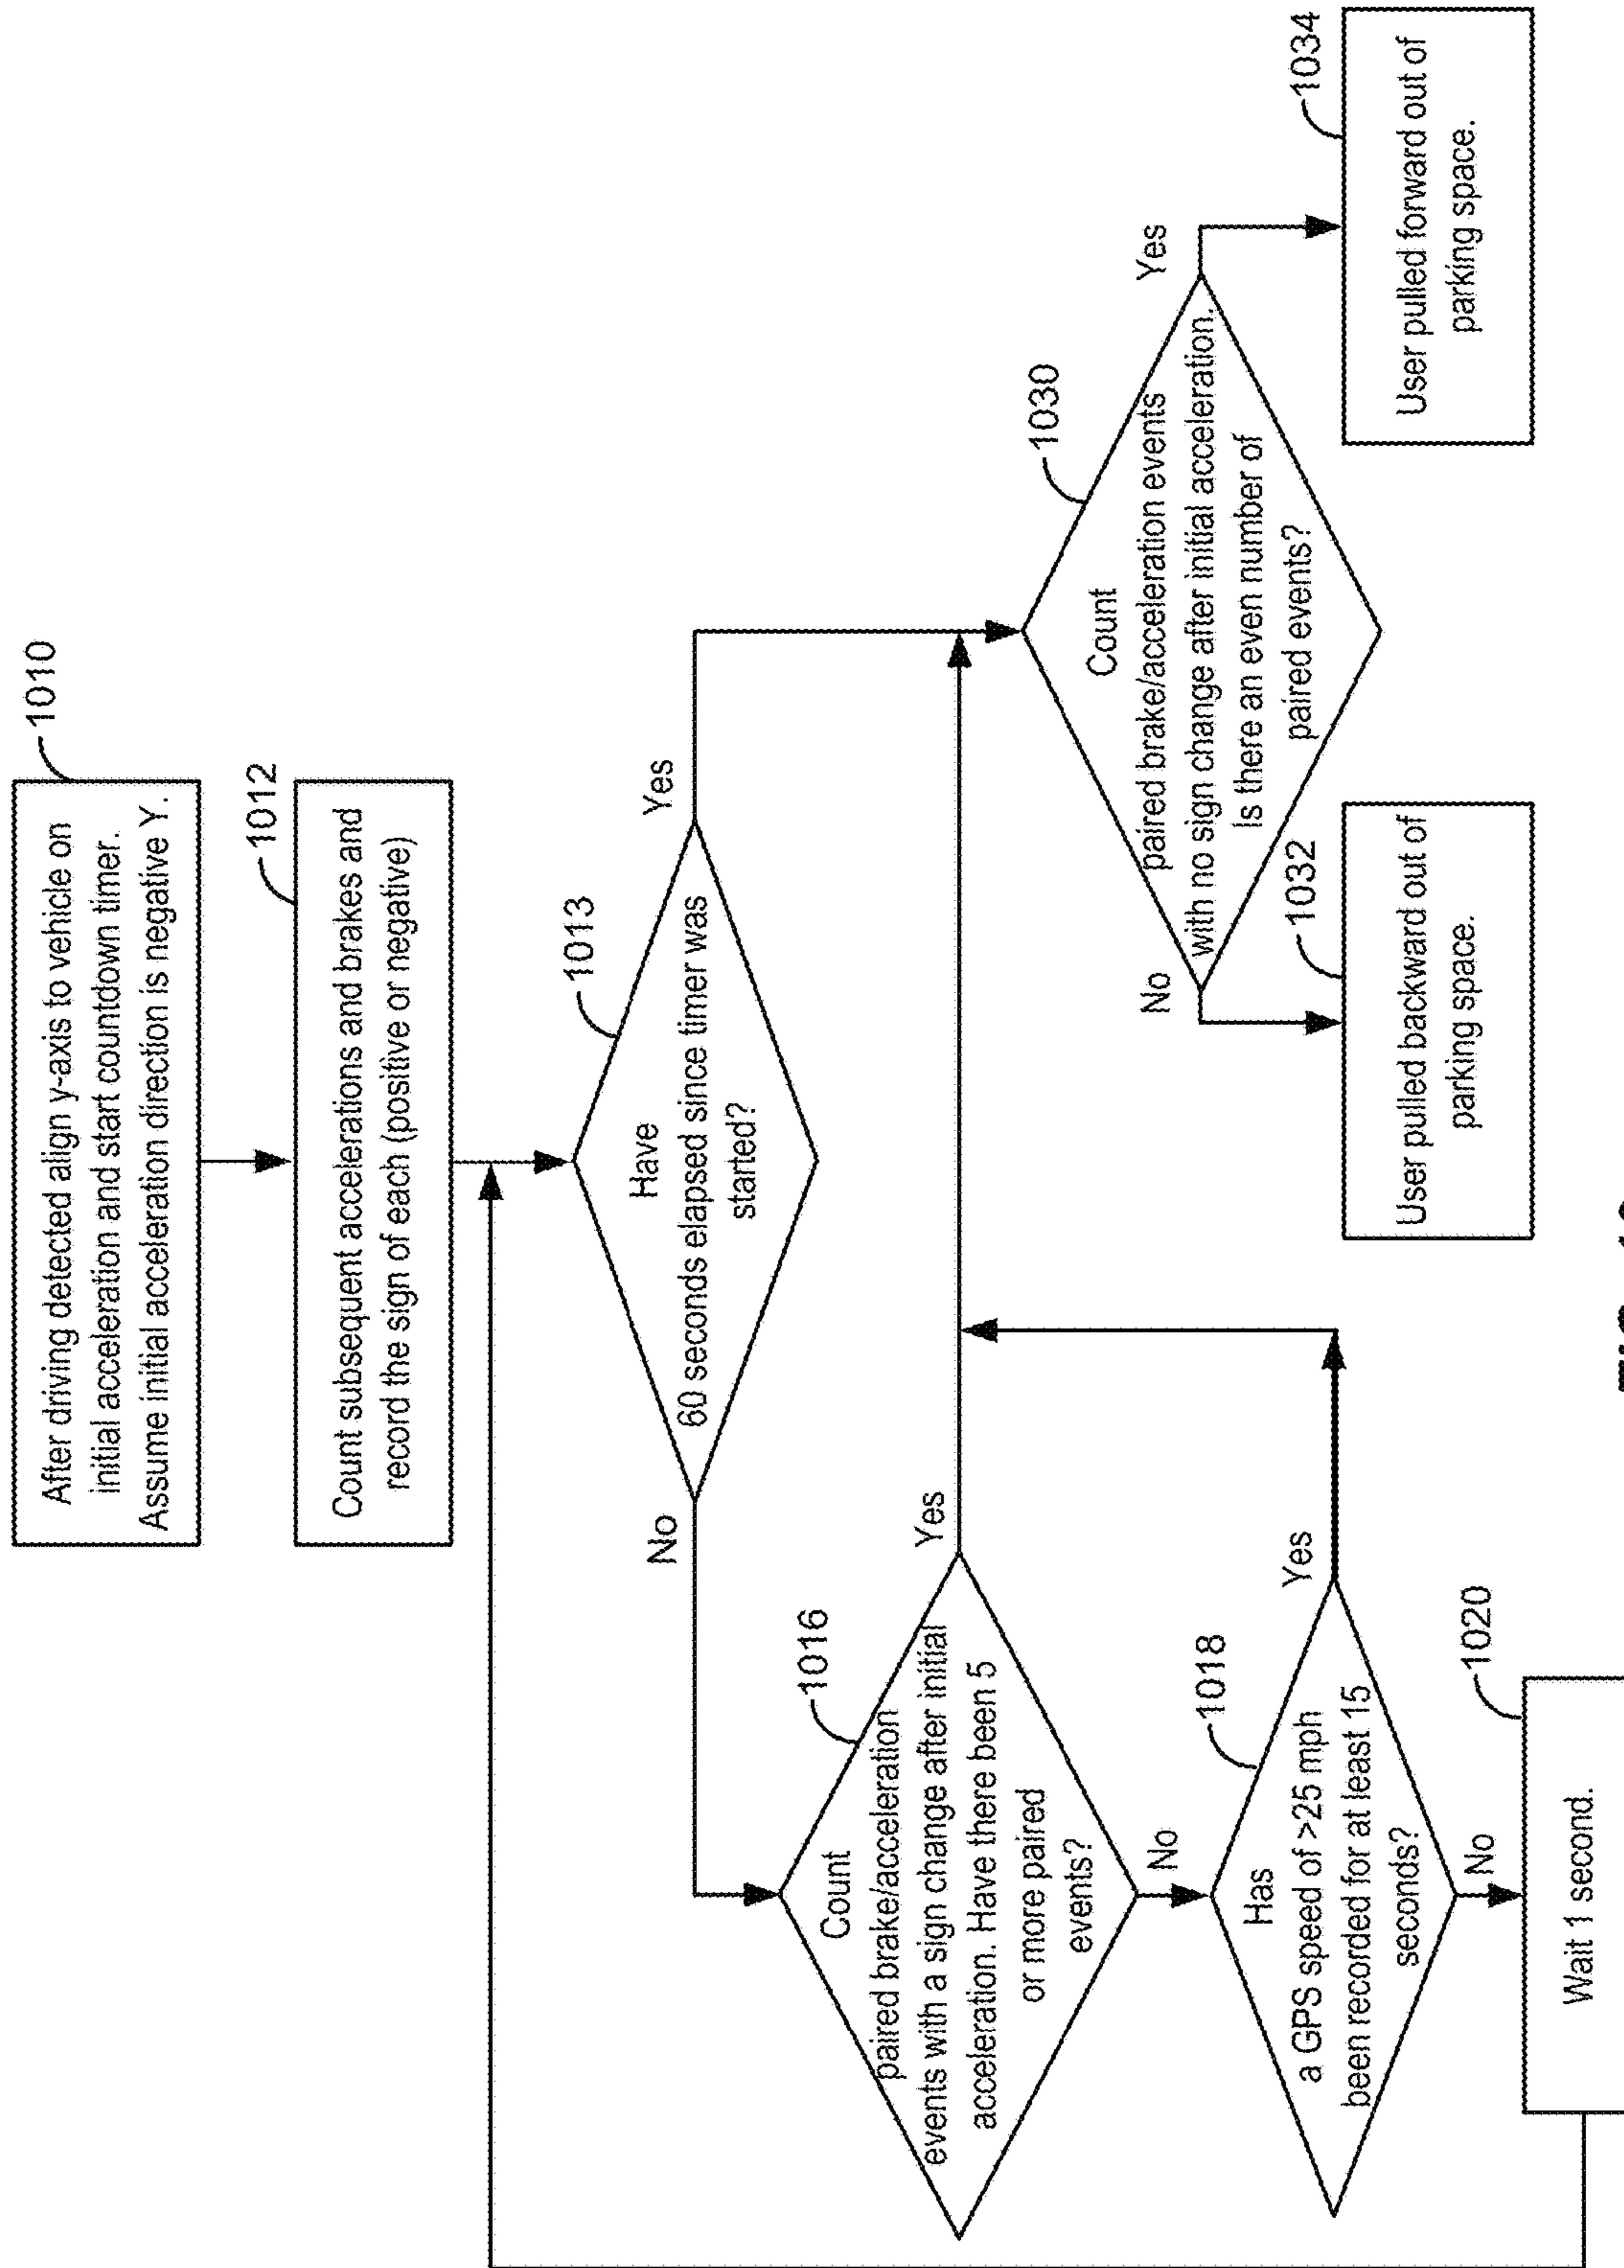 1010
After driving detected align y-axis to vehicle on
initial acceleration and start countdown timer.
Assume initial acceleration direction is negative Y.
1012
Count subsequent accelerations and brakes and
record the sign of each (positive or negative)
1013
Have
60 seconds elapsed since timer was
started?
No
Yes
1016
Count
paired brake/acceleration
events with a sign change after initial
acceleration. Have there been 5
or more paired
events?
Yes
No
1018
Has
a GPS speed of >25 mph
been recorded for at least 15
seconds?
Yes
No
1020
Wait 1 second.
1030
Count
paired brake/acceleration events
with no sign change after initial acceleration.
Is there an even number of
paired events?
No
Yes
1032
User pulled backward out of
parking space.
1034
User pulled forward out of
parking space.